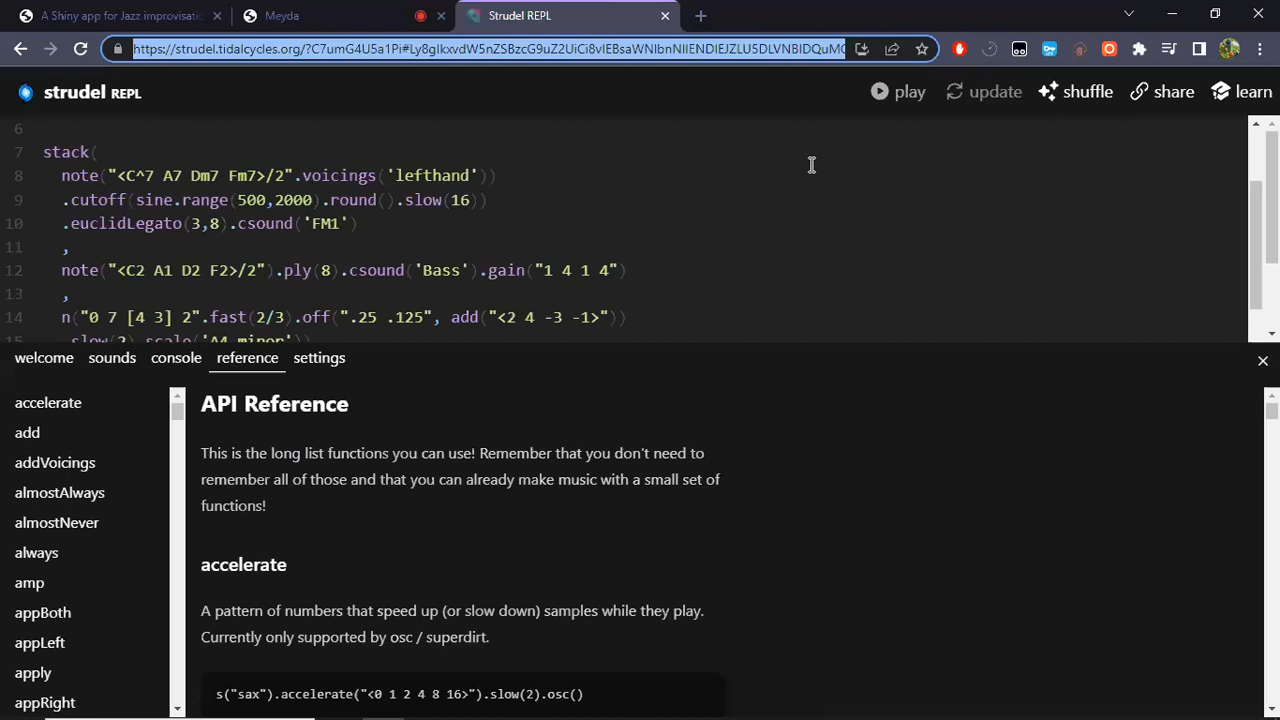 A Shiny app for Jazz improvisati
Meyda
Strudel REPL
https://strudel.tidalcycles.org/?C7umG4U5a1Pi#Ly8gIkxvdW5nZSBzcG9uZ2UiCi8vIEBsaWNlbnNlIENDIEJZLU5DLVNBIDQuMC
strudel REPL
play
update
shuffle
share
learn
6
7 stack(
8 note("<C^7 A7 Dm7 Fm7>/2".voicings('lefthand'))
9 .cutoff(sine.range(500,2000).round().slow(16))
10 .euclidLegato(3,8).csound('FM1')
11 ,
12 note("<C2 A1 D2 F2>/2").ply(8).csound('Bass').gain("1 4 1 4")
13 ,
14 n("0 7 [4 3] 2".fast(2/3).off(".25 .125", add("<2 4 -3 -1>"))
15 .slow(2).scale('A4 minor'))
welcome sounds console reference settings
accelerate
add
addVoicings
almostAlways
almostNever
always
amp
appBoth
appLeft
apply
appRight
API Reference
This is the long list functions you can use! Remember that you don't need to
remember all of those and that you can already make music with a small set of
functions!
accelerate
A pattern of numbers that speed up (or slow down) samples while they play.
Currently only supported by osc / superdirt.
s("sax").accelerate("<0 1 2 4 8 16>").slow(2).osc()